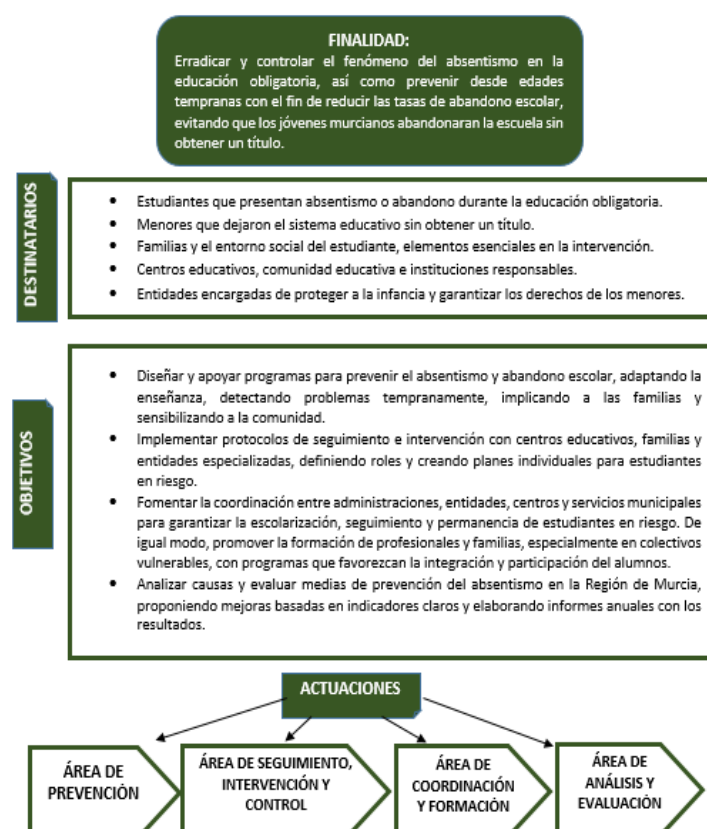 FINALIDAD:
Erradicar y controlar el fenómeno del absentismo en la
educación obligatoria, así como prevenir desde edades
tempranas con el fin de reducir las tasas de abandono escolar,
evitando que los jóvenes murcianos abandonaran la escuela sin
obtener un título.
DESTINATARIOS
• Estudiantes que presentan absentismo o abandono durante la educación obligatoria.
• Menores que dejaron el sistema educativo sin obtener un título.
• Familias y el entorno social del estudiante, elementos esenciales en la intervención.
• Centros educativos, comunidad educativa e instituciones responsables.
• Entidades encargadas de proteger a la infancia y garantizar los derechos de los menores.
OBJETIVOS
• Diseñar y apoyar programas para prevenir el absentismo y abandono escolar, adaptando la
enseñanza, detectando problemas tempranamente, implicando a las familias y
sensibilizando a la comunidad.
• Implementar protocolos de seguimiento e intervención con centros educativos, familias y
entidades especializadas, definiendo roles y creando planes individuales para estudiantes
en riesgo.
• Fomentar la coordinación entre administraciones, entidades, centros y servicios municipales
para garantizar la escolarización, seguimiento y permanencia de estudiantes en riesgo. De
igual modo, promover la formación de profesionales y familias, especialmente en colectivos
vulnerables, con programas que favorezcan la integración y participación del alumnos.
• Analizar causas y evaluar medias de prevención del absentismo en la Región de Murcia,
proponiendo mejoras basadas en indicadores claros y elaborando informes anuales con los
resultados.
ACTUACIONES
ÁREA DE
PREVENCIÓN
ÁREA DE SEGUIMIENTO,
INTERVENCIÓN Y
CONTROL
ÁREA DE
COORDINACIÓN
Y FORMACIÓN
ÁREA DE
ANÁLISIS Y
EVALUACIÓN